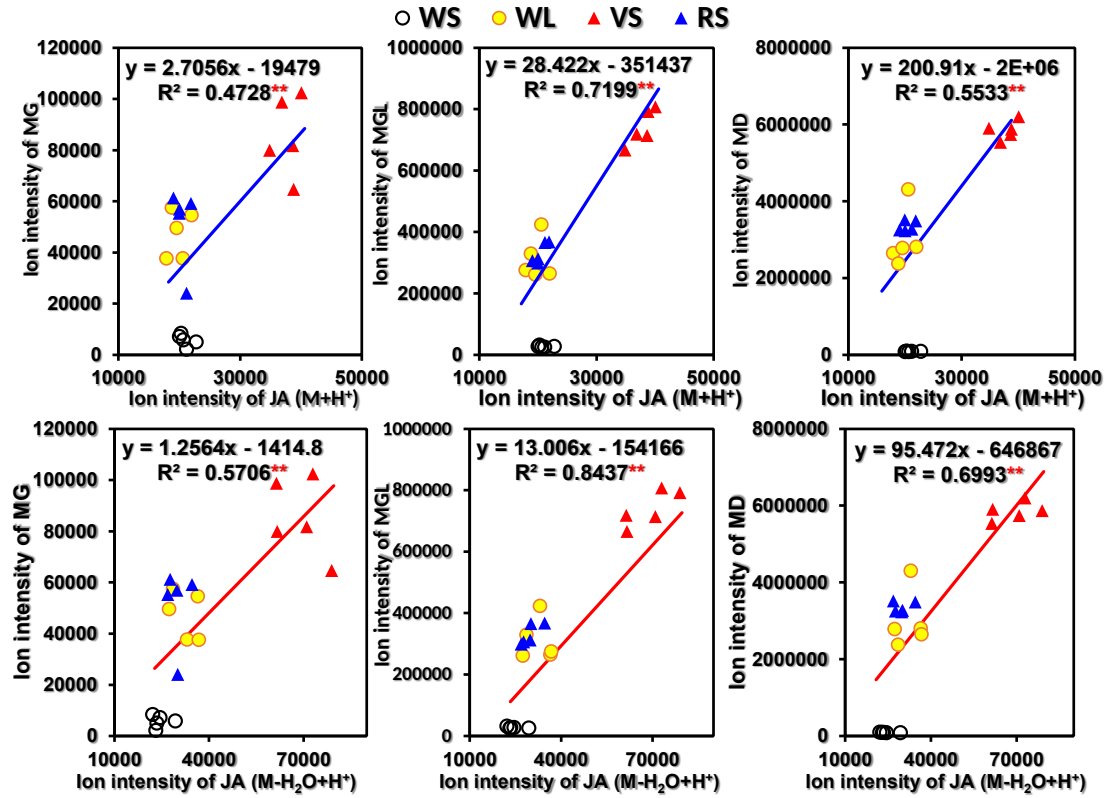 WS WL VS RS
y = 2.7056x - 19479
R² = 0.4728**
Ion intensity of MG
120000
100000
80000
60000
40000
20000
0
10000 30000 50000
Ion intensity of JA (M+H⁺)
y = 28.422x - 351437
R² = 0.7199**
Ion intensity of MGL
1000000
800000
600000
400000
200000
0
10000 30000 50000
Ion intensity of JA (M+H⁺)
y = 200.91x - 2E+06
R² = 0.5533**
Ion intensity of MD
8000000
6000000
4000000
2000000
0
10000 30000 50000
Ion intensity of JA (M+H⁺)
y = 1.2564x - 1414.8
R² = 0.5706**
Ion intensity of MG
120000
100000
80000
60000
40000
20000
0
10000 40000 70000
Ion intensity of JA (M-H₂O+H⁺)
y = 13.006x - 154166
R² = 0.8437**
Ion intensity of MGL
1000000
800000
600000
400000
200000
0
10000 40000 70000
Ion intensity of JA (M-H₂O+H⁺)
y = 95.472x - 646867
R² = 0.6993**
Ion intensity of MD
8000000
6000000
4000000
2000000
0
10000 40000 70000
Ion intensity of JA (M-H₂O+H⁺)